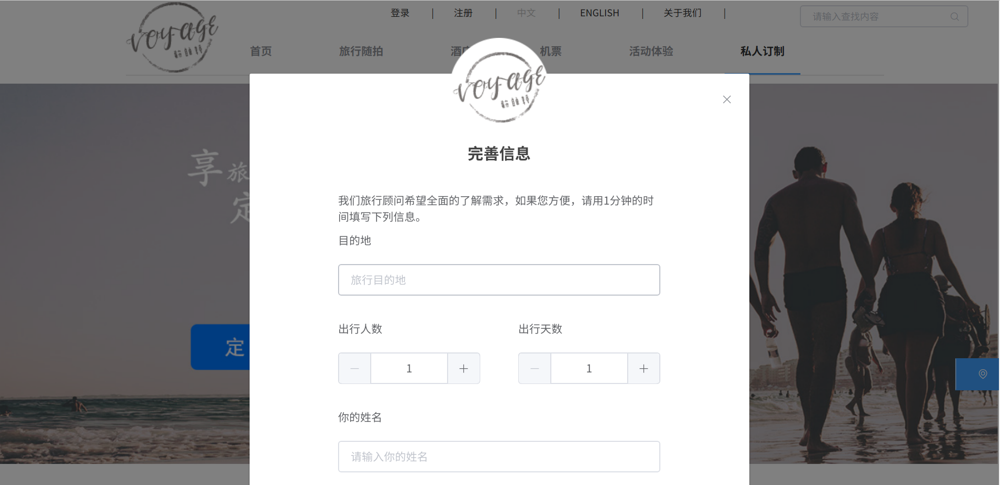 登录 | 注册 | 中文 | ENGLISH | 关于我们 |
请输入查找内容
voyage
首页 旅行随拍 酒店 机票 活动体验 私人订制
voyage
完善信息
享旅
定
我们旅行顾问希望全面的了解需求，如果您方便，请用1分钟的时
间填写下列信息。
目的地
旅行目的地
出行人数 出行天数
定
1 1
你的姓名
请输入你的姓名